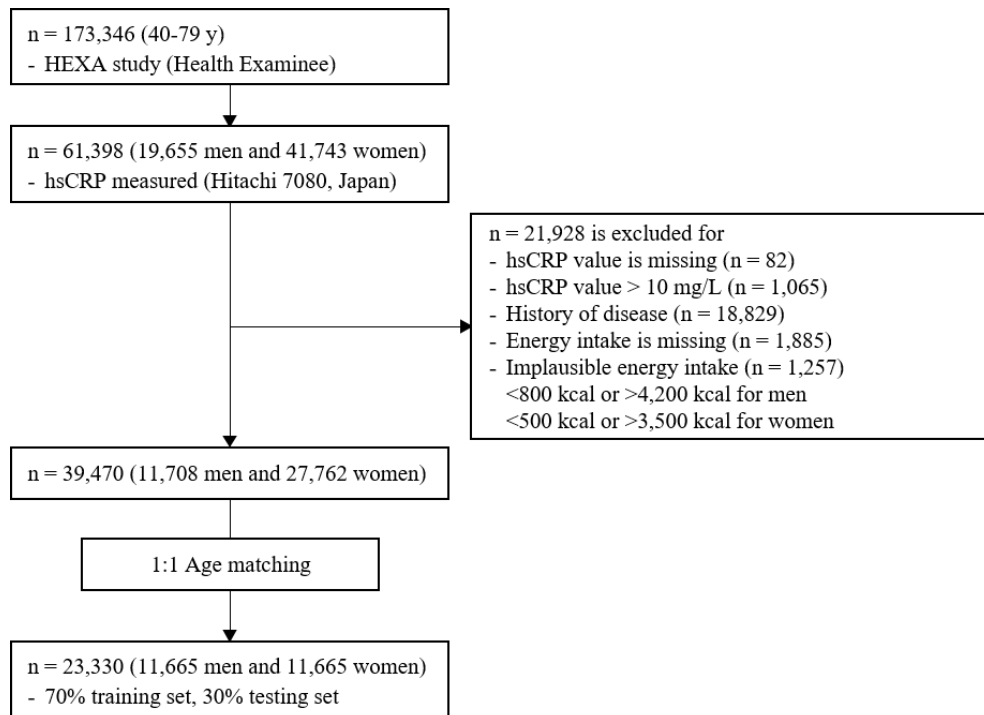 n = 173,346 (40-79 y)
- HEXA study (Health Examinee)
n = 61,398 (19,655 men and 41,743 women)
- hsCRP measured (Hitachi 7080, Japan)
n = 21,928 is excluded for
- hsCRP value is missing (n = 82)
- hsCRP value > 10 mg/L (n = 1,065)
- History of disease (n = 18,829)
- Energy intake is missing (n = 1,885)
- Implausible energy intake (n = 1,257)
<800 kcal or >4,200 kcal for men
<500 kcal or >3,500 kcal for women
n = 39,470 (11,708 men and 27,762 women)
1:1 Age matching
n = 23,330 (11,665 men and 11,665 women)
- 70% training set, 30% testing set